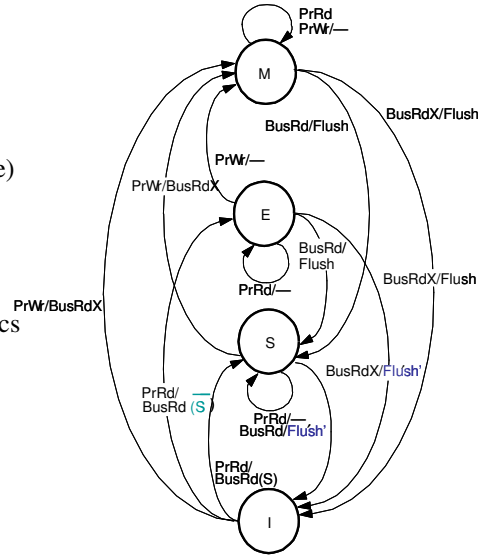 PrRd
PrWr/—
M
BusRd/Flush
BusRdX/Flush
PrWr/—
e)
PrWr/BusRdX
E
BusRd/
Flush
BusRdX/Flush
PrRd/—
PrWr/BusRdX
cs
S
BusRdX/Flush'
PrRd/
BusRd (S̅)
PrRd/—
BusRd/Flush'
PrRd/
BusRd(S)
I